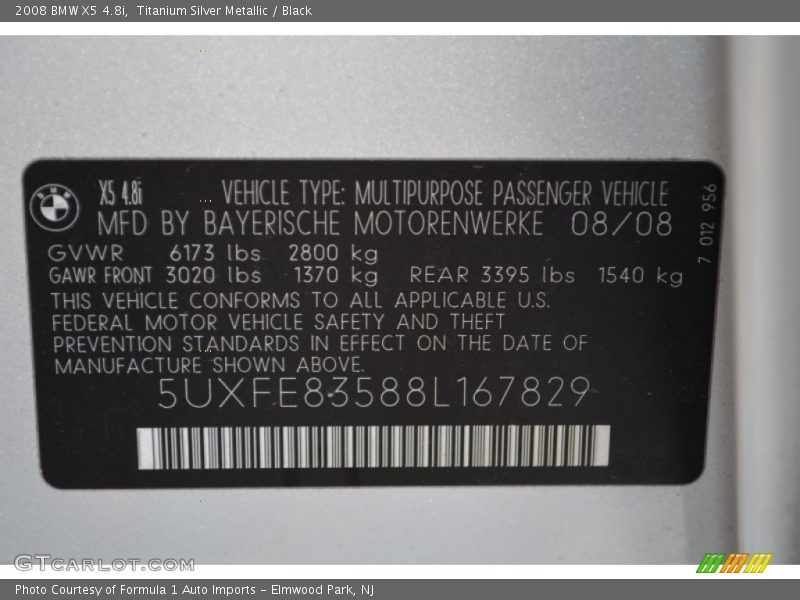 2008 BMW X5 4.8i, Titanium Silver Metallic / Black
BMW
X5 4.8i VEHICLE TYPE: MULTIPURPOSE PASSENGER VEHICLE
MFD BY BAYERISCHE MOTORENWERKE 08/08
GVWR 6173 lbs 2800 kg
GAWR FRONT 3020 lbs 1370 kg REAR 3395 lbs 1540 kg
THIS VEHICLE CONFORMS TO ALL APPLICABLE U.S.
FEDERAL MOTOR VEHICLE SAFETY AND THEFT
PREVENTION STANDARDS IN EFFECT ON THE DATE OF
MANUFACTURE SHOWN ABOVE.
5UXFE83588L167829
7 012 956
GTCARLOT.COM
Photo Courtesy of Formula 1 Auto Imports - Elmwood Park, NJ